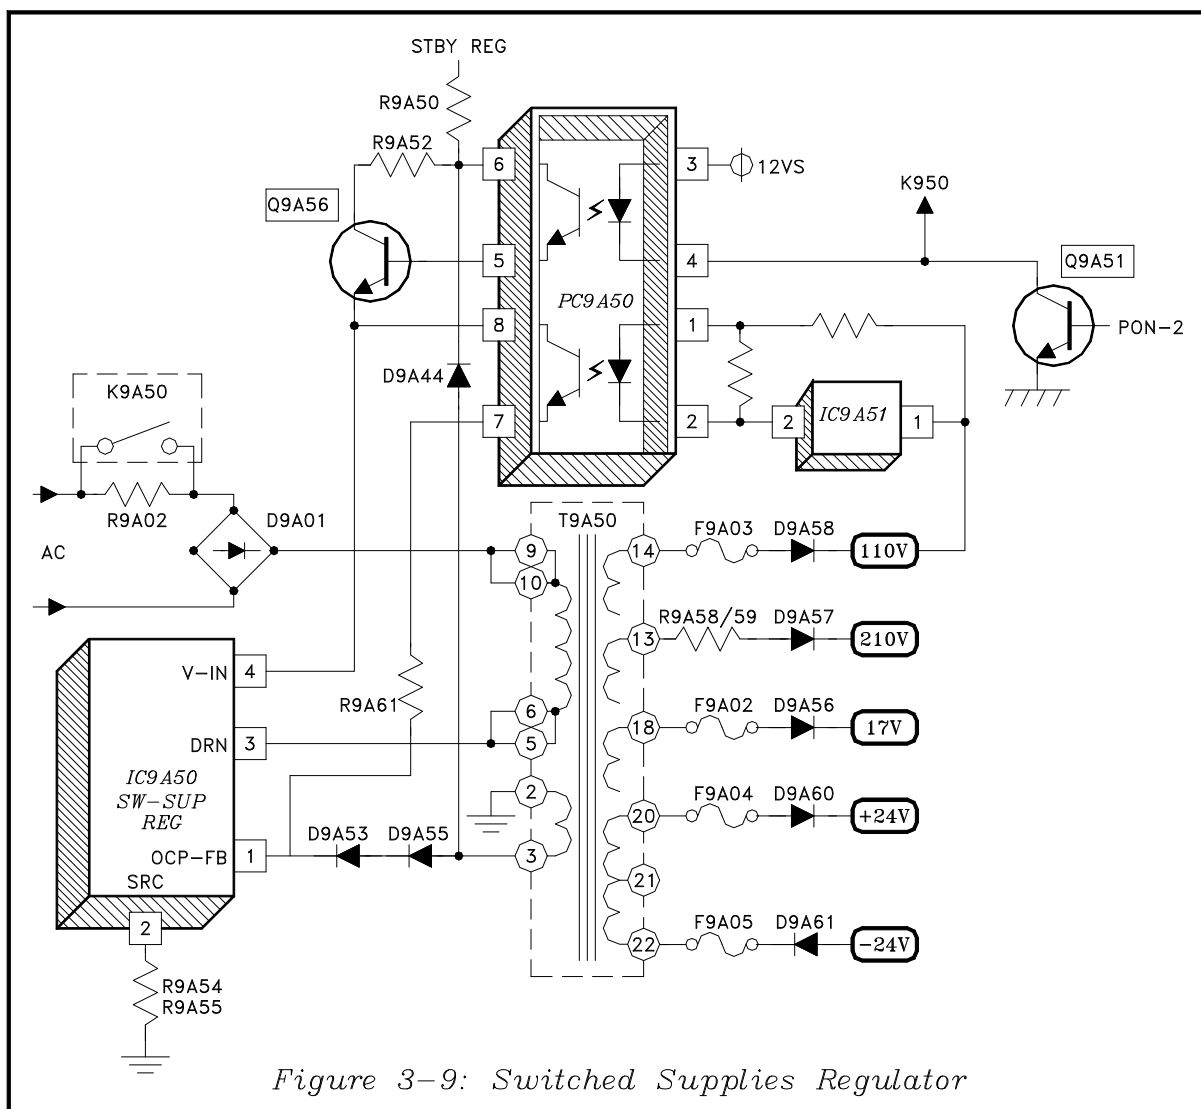 STBY REG
R9A50
R9A52
6
3
12VS
K950
Q9A56
5
4
Q9A51
PC9A50
8
1
PON-2
D9A44
K9A50
7
2
2
IC9A51
1
R9A02
D9A01
AC
T9A50
9
10
14
F9A03
D9A58
110V
13
R9A58/59
D9A57
210V
V-IN
4
R9A61
6
5
18
F9A02
D9A56
17V
DRN
3
IC9A50
SW-SUP
REG
2
20
F9A04
D9A60
+24V
OCP-FB
1
D9A53
D9A55
3
21
SRC
2
22
F9A05
D9A61
-24V
R9A54
R9A55
Figure 3-9: Switched Supplies Regulator